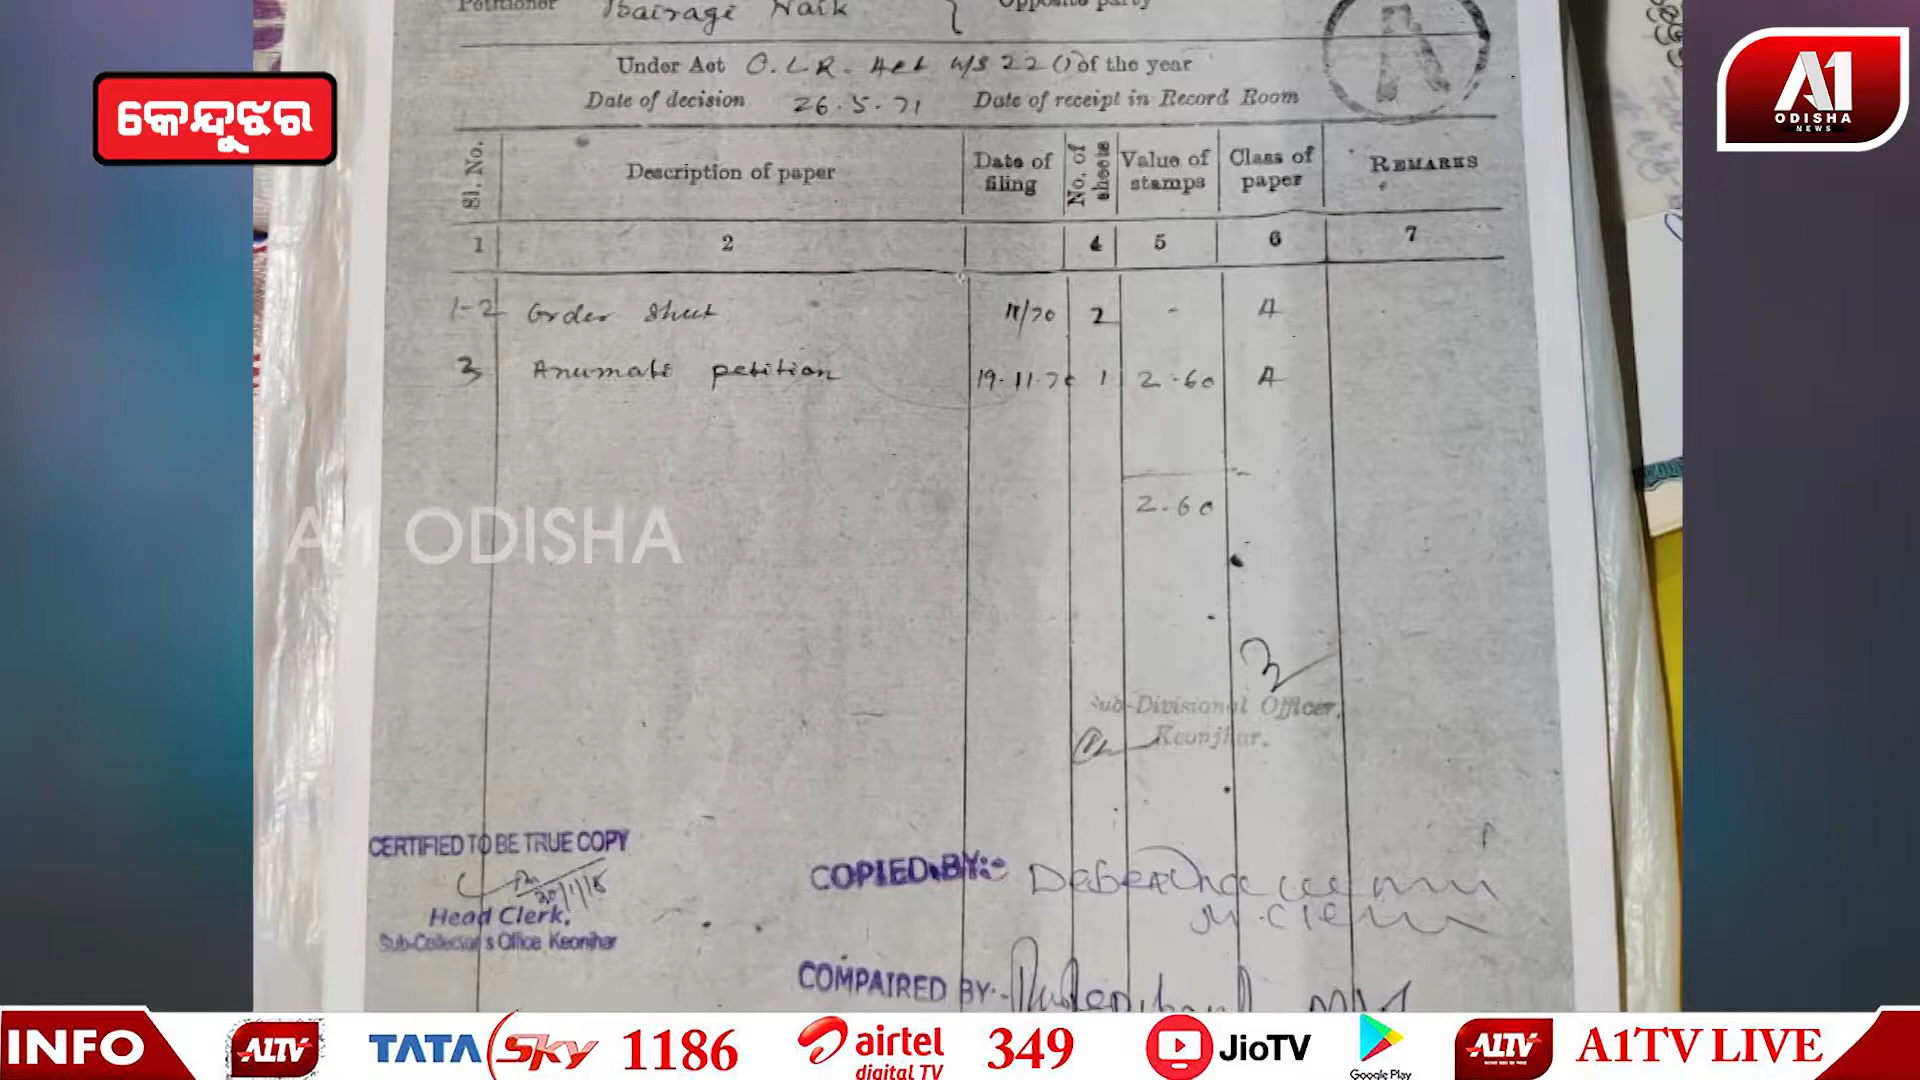 Petitioner Bairagi Naik Opposite party
Under Act O.L.R. Act u/s 22 () of the year
Date of decision 26.5.71 Date of receipt in Record Room
କେନ୍ଦୁଝର
A1
ODISHA
NEWS
Sl. No. Description of paper Date of filing No. of sheets Value of stamps Class of paper REMARKS
1 2 4 5 6 7
1-2 Order Sheet 11/70 2 - A
3 Anumati petition 19.11.70 1 2.60 A
2.60
A1 ODISHA
Sub-Divisional Officer,
Keonjhar.
CERTIFIED TO BE TRUE COPY
Head Clerk,
Sub-Collector's Office Keonjhar
COPIED BY:-
COMPAIRED BY:-
INFO A1TV TATA Sky 1186 airtel digital TV 349 JioTV Google Play A1TV A1TV LIVE